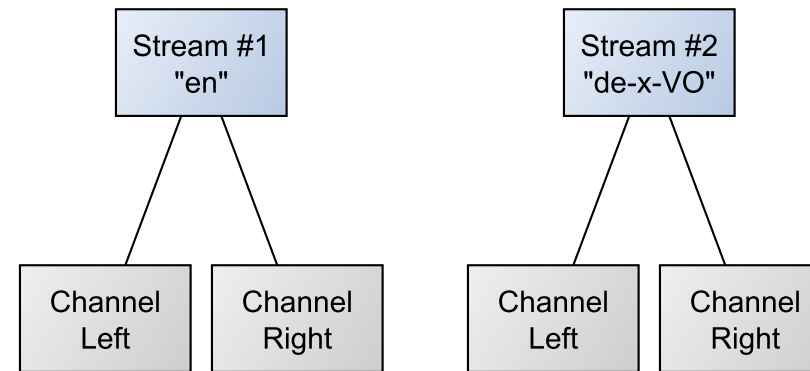 Stream #1
"en"
Stream #2
"de-x-VO"
Channel
Left
Channel
Right
Channel
Left
Channel
Right